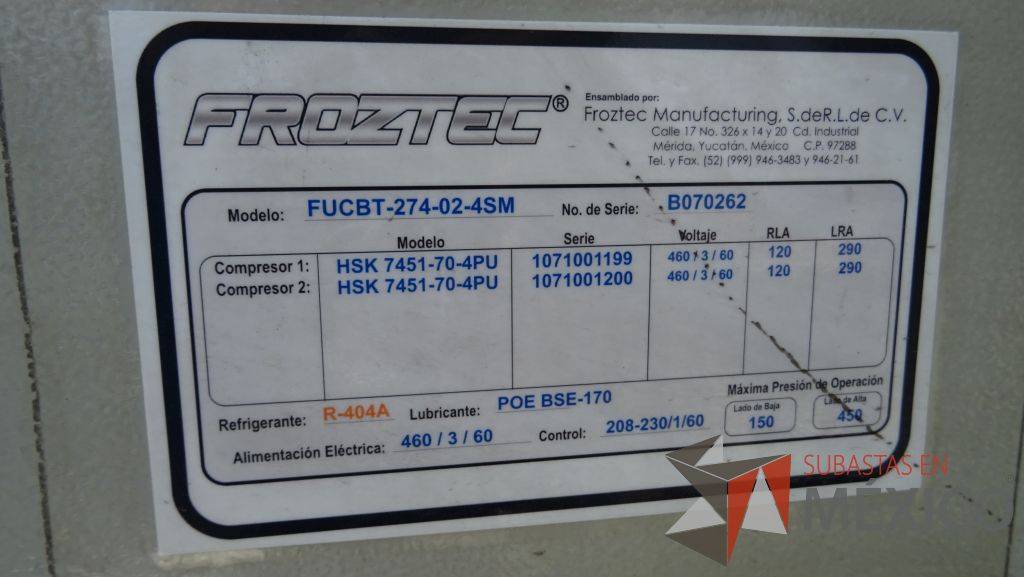 FROZTEC®
Ensamblado por:
Froztec Manufacturing, S.deR.L.de C.V.
Calle 17 No. 326 x 14 y 20 Cd. Industrial
Mérida, Yucatán. México C.P. 97288
Tel. y Fax. (52) (999) 946-3483 y 946-21-61
Modelo: FUCBT-274-02-4SM No. de Serie: B070262
Modelo Serie Voltaje RLA LRA
Compresor 1: HSK 7451-70-4PU 1071001199 460 / 3 / 60 120 290
Compresor 2: HSK 7451-70-4PU 1071001200 460 / 3 / 60 120 290
Refrigerante: R-404A Lubricante: POE BSE-170
Máxima Presión de Operación
Lado de Baja Lado de Alta
150 450
Alimentación Eléctrica: 460 / 3 / 60 Control: 208-230/1/60
SUBASTAS EN
MÉXICO